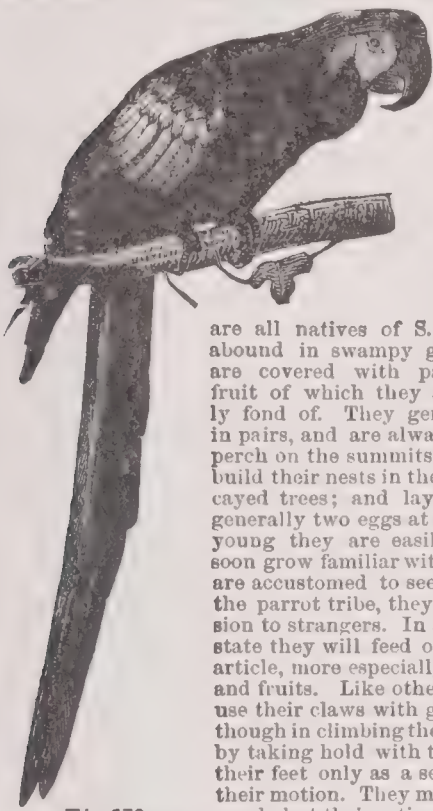 are all natives of S.
abound in swampy g
are covered with pa
fruit of which they
ly fond of. They gen
in pairs, and are alwa
perch on the summits
build their nests in the
cayed trees; and lay
generally two eggs at
young they are easil
soon grow familiar with
are accustomed to see
the parrot tribe, they
sion to strangers. In
state they will feed o
article, more especiall
and fruits. Like othe
use their claws with g
though in climbing the
by taking hold with t
their feet only as a se
their motion. They m